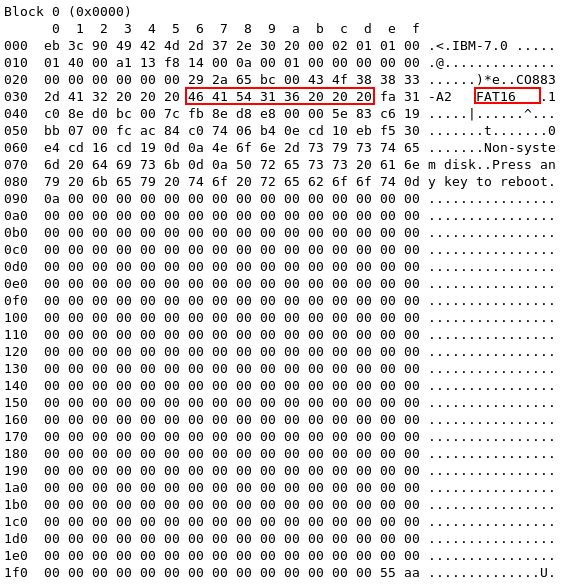 Block 0 (0x0000)
0 1 2 3 4 5 6 7 8 9 a b c d e f
000 eb 3c 90 49 42 4d 2d 37 2e 30 20 00 02 01 01 00 .<.IBM-7.0 .....
010 01 40 00 a1 13 f8 14 00 0a 00 01 00 00 00 00 00 .@..............
020 00 00 00 00 00 00 29 2a 65 bc 00 43 4f 38 38 33 ......)*e..CO883
030 2d 41 32 20 20 20 46 41 54 31 36 20 20 20 fa 31 -A2   FAT16   .1
040 c0 8e d0 bc 00 7c fb 8e d8 e8 00 00 5e 83 c6 19 .....|......^...
050 bb 07 00 fc ac 84 c0 74 06 b4 0e cd 10 eb f5 30 .......t.......0
060 e4 cd 16 cd 19 0d 0a 4e 6f 6e 2d 73 79 73 74 65 .......Non-syste
070 6d 20 64 69 73 6b 0d 0a 50 72 65 73 73 20 61 6e m disk..Press an
080 79 20 6b 65 79 20 74 6f 20 72 65 62 6f 6f 74 0d y key to reboot.
090 0a 00 00 00 00 00 00 00 00 00 00 00 00 00 00 00 ................
0a0 00 00 00 00 00 00 00 00 00 00 00 00 00 00 00 00 ................
0b0 00 00 00 00 00 00 00 00 00 00 00 00 00 00 00 00 ................
0c0 00 00 00 00 00 00 00 00 00 00 00 00 00 00 00 00 ................
0d0 00 00 00 00 00 00 00 00 00 00 00 00 00 00 00 00 ................
0e0 00 00 00 00 00 00 00 00 00 00 00 00 00 00 00 00 ................
0f0 00 00 00 00 00 00 00 00 00 00 00 00 00 00 00 00 ................
100 00 00 00 00 00 00 00 00 00 00 00 00 00 00 00 00 ................
110 00 00 00 00 00 00 00 00 00 00 00 00 00 00 00 00 ................
120 00 00 00 00 00 00 00 00 00 00 00 00 00 00 00 00 ................
130 00 00 00 00 00 00 00 00 00 00 00 00 00 00 00 00 ................
140 00 00 00 00 00 00 00 00 00 00 00 00 00 00 00 00 ................
150 00 00 00 00 00 00 00 00 00 00 00 00 00 00 00 00 ................
160 00 00 00 00 00 00 00 00 00 00 00 00 00 00 00 00 ................
170 00 00 00 00 00 00 00 00 00 00 00 00 00 00 00 00 ................
180 00 00 00 00 00 00 00 00 00 00 00 00 00 00 00 00 ................
190 00 00 00 00 00 00 00 00 00 00 00 00 00 00 00 00 ................
1a0 00 00 00 00 00 00 00 00 00 00 00 00 00 00 00 00 ................
1b0 00 00 00 00 00 00 00 00 00 00 00 00 00 00 00 00 ................
1c0 00 00 00 00 00 00 00 00 00 00 00 00 00 00 00 00 ................
1d0 00 00 00 00 00 00 00 00 00 00 00 00 00 00 00 00 ................
1e0 00 00 00 00 00 00 00 00 00 00 00 00 00 00 00 00 ................
1f0 00 00 00 00 00 00 00 00 00 00 00 00 00 00 55 aa ..............U.